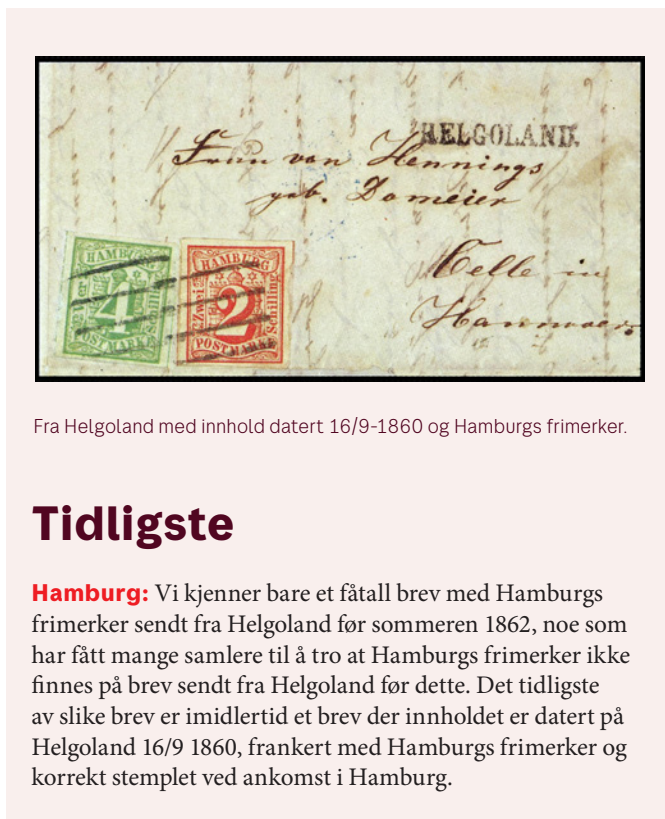 HELGOLAND.
Frau von Hennings
geb. Domeier
Celle in
Hannover
HAMBURG
4
POSTMARKE
HAMBURG
Zwei
2
Schilling
POSTMARKE
Fra Helgoland med innhold datert 16/9-1860 og Hamburgs frimerker.
Tidligste
Hamburg: Vi kjenner bare et fåtall brev med Hamburgs
frimerker sendt fra Helgoland før sommeren 1862, noe som
har fått mange samlere til å tro at Hamburgs frimerker ikke
finnes på brev sendt fra Helgoland før dette. Det tidligste
av slike brev er imidlertid et brev der innholdet er datert på
Helgoland 16/9 1860, frankert med Hamburgs frimerker og
korrekt stemplet ved ankomst i Hamburg.